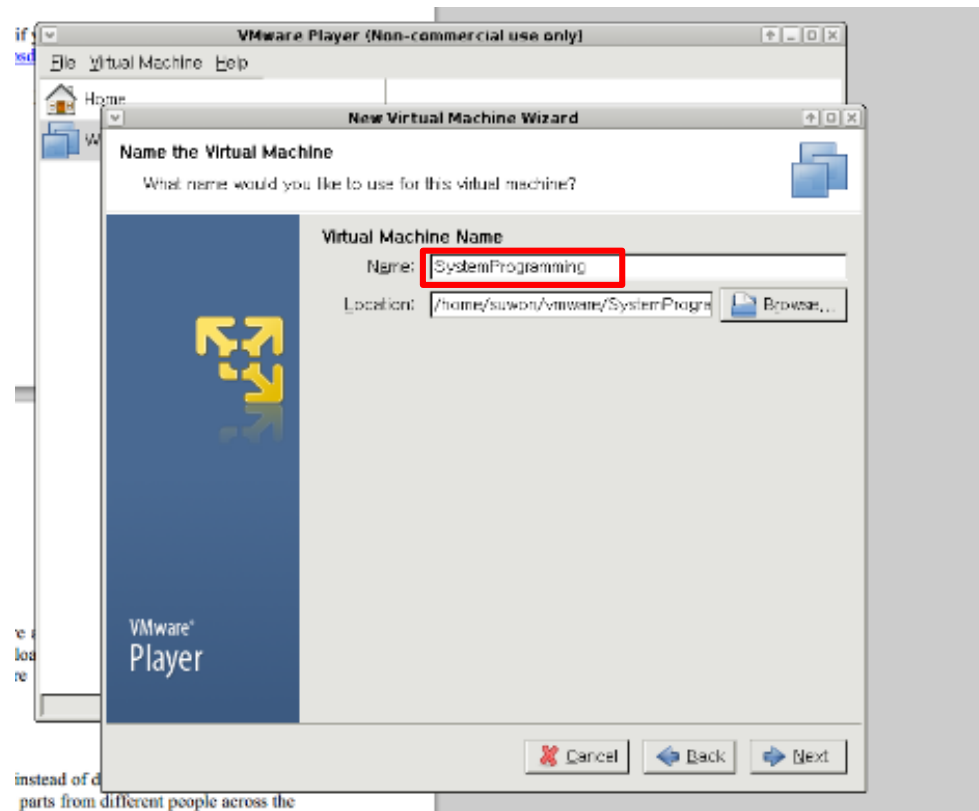 if y
VMware Player (Non-commercial use only)
File Virtual Machine Help
Home
W
New Virtual Machine Wizard
Name the Virtual Machine
What name would you like to use for this virtual machine?
Virtual Machine Name
Name: SystemProgramming
Location: /home/suwon/vmware/SystemProgra Browse...
VMware®
Player
re
Cancel Back Next
instead of d
parts from different people across the